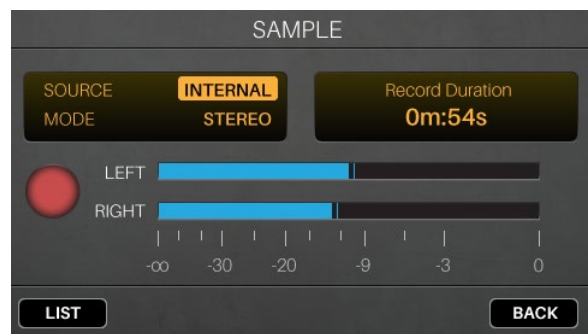 SAMPLE
SOURCE INTERNAL
MODE STEREO
Record Duration
0m:54s
LEFT
RIGHT
-∞ -30 -20 -9 -3 0
LIST
BACK